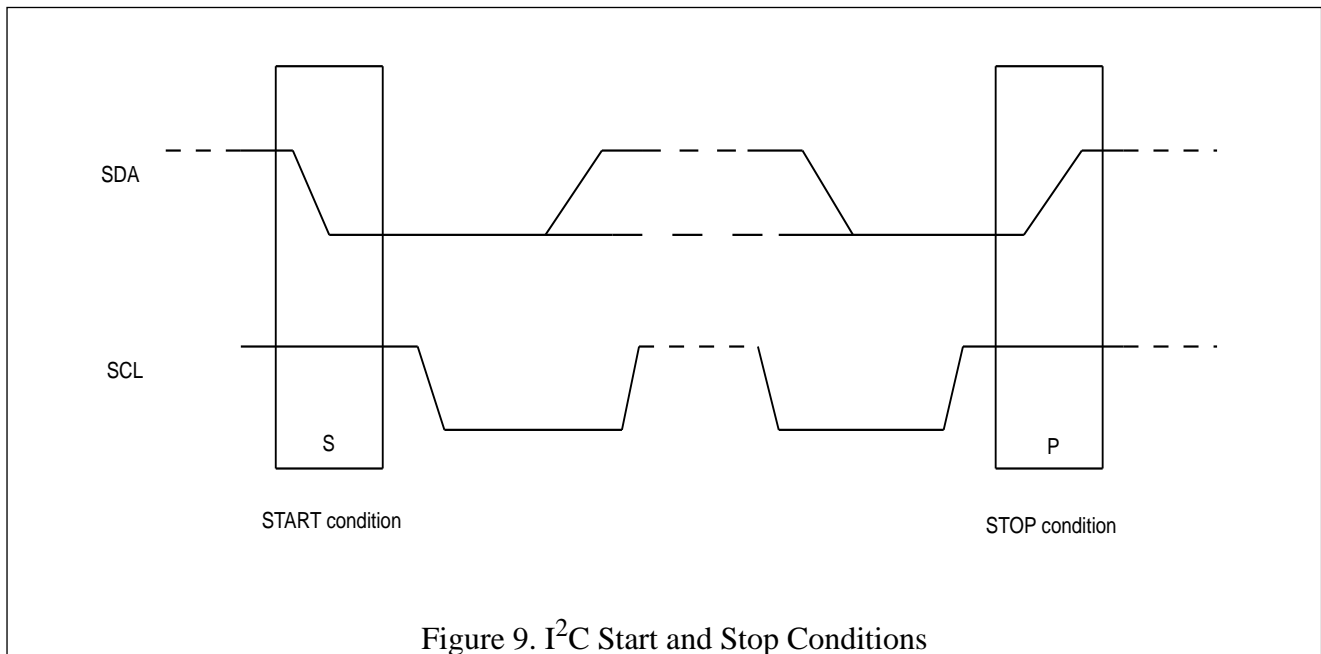 SDA
SCL
S
P
START condition
STOP condition
Figure 9. I²C Start and Stop Conditions